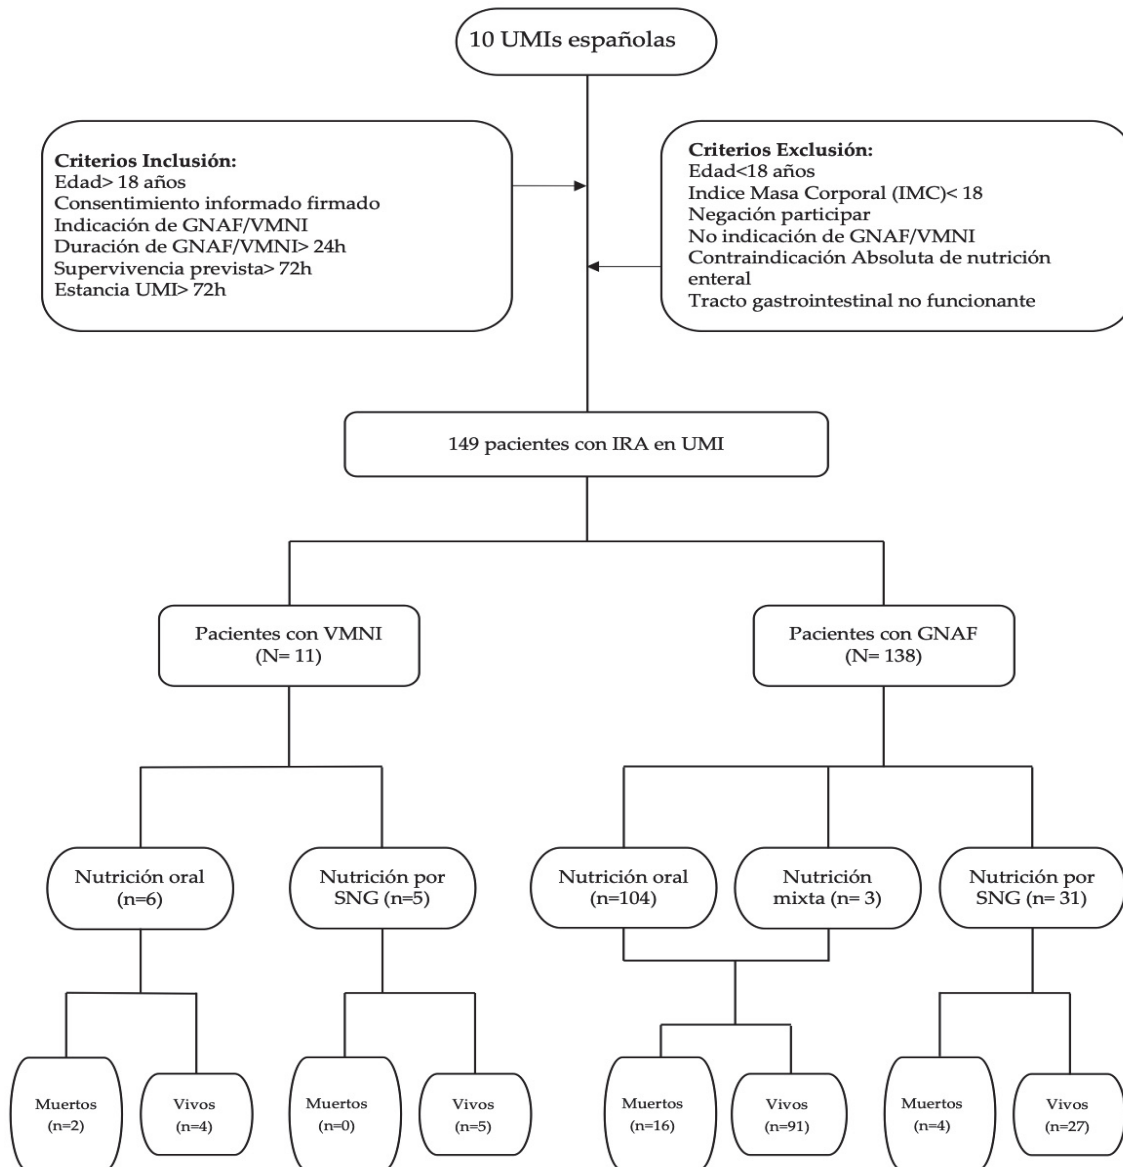 10 UMIs españolas
Criterios Inclusión:
Edad> 18 años
Consentimiento informado firmado
Indicación de GNAF/VMNI
Duración de GNAF/VMNI> 24h
Supervivencia prevista> 72h
Estancia UMI> 72h
Criterios Exclusión:
Edad<18 años
Indice Masa Corporal (IMC)< 18
Negación participar
No indicación de GNAF/VMNI
Contraindicación Absoluta de nutrición
enteral
Tracto gastrointestinal no funcionante
149 pacientes con IRA en UMI
Pacientes con VMNI
(N= 11)
Pacientes con GNAF
(N= 138)
Nutrición oral
(n=6)
Nutrición por
SNG (n=5)
Nutrición oral
(n=104)
Nutrición
mixta (n= 3)
Nutrición por
SNG (n= 31)
Muertos
(n=2)
Vivos
(n=4)
Muertos
(n=0)
Vivos
(n=5)
Muertos
(n=16)
Vivos
(n=91)
Muertos
(n=4)
Vivos
(n=27)